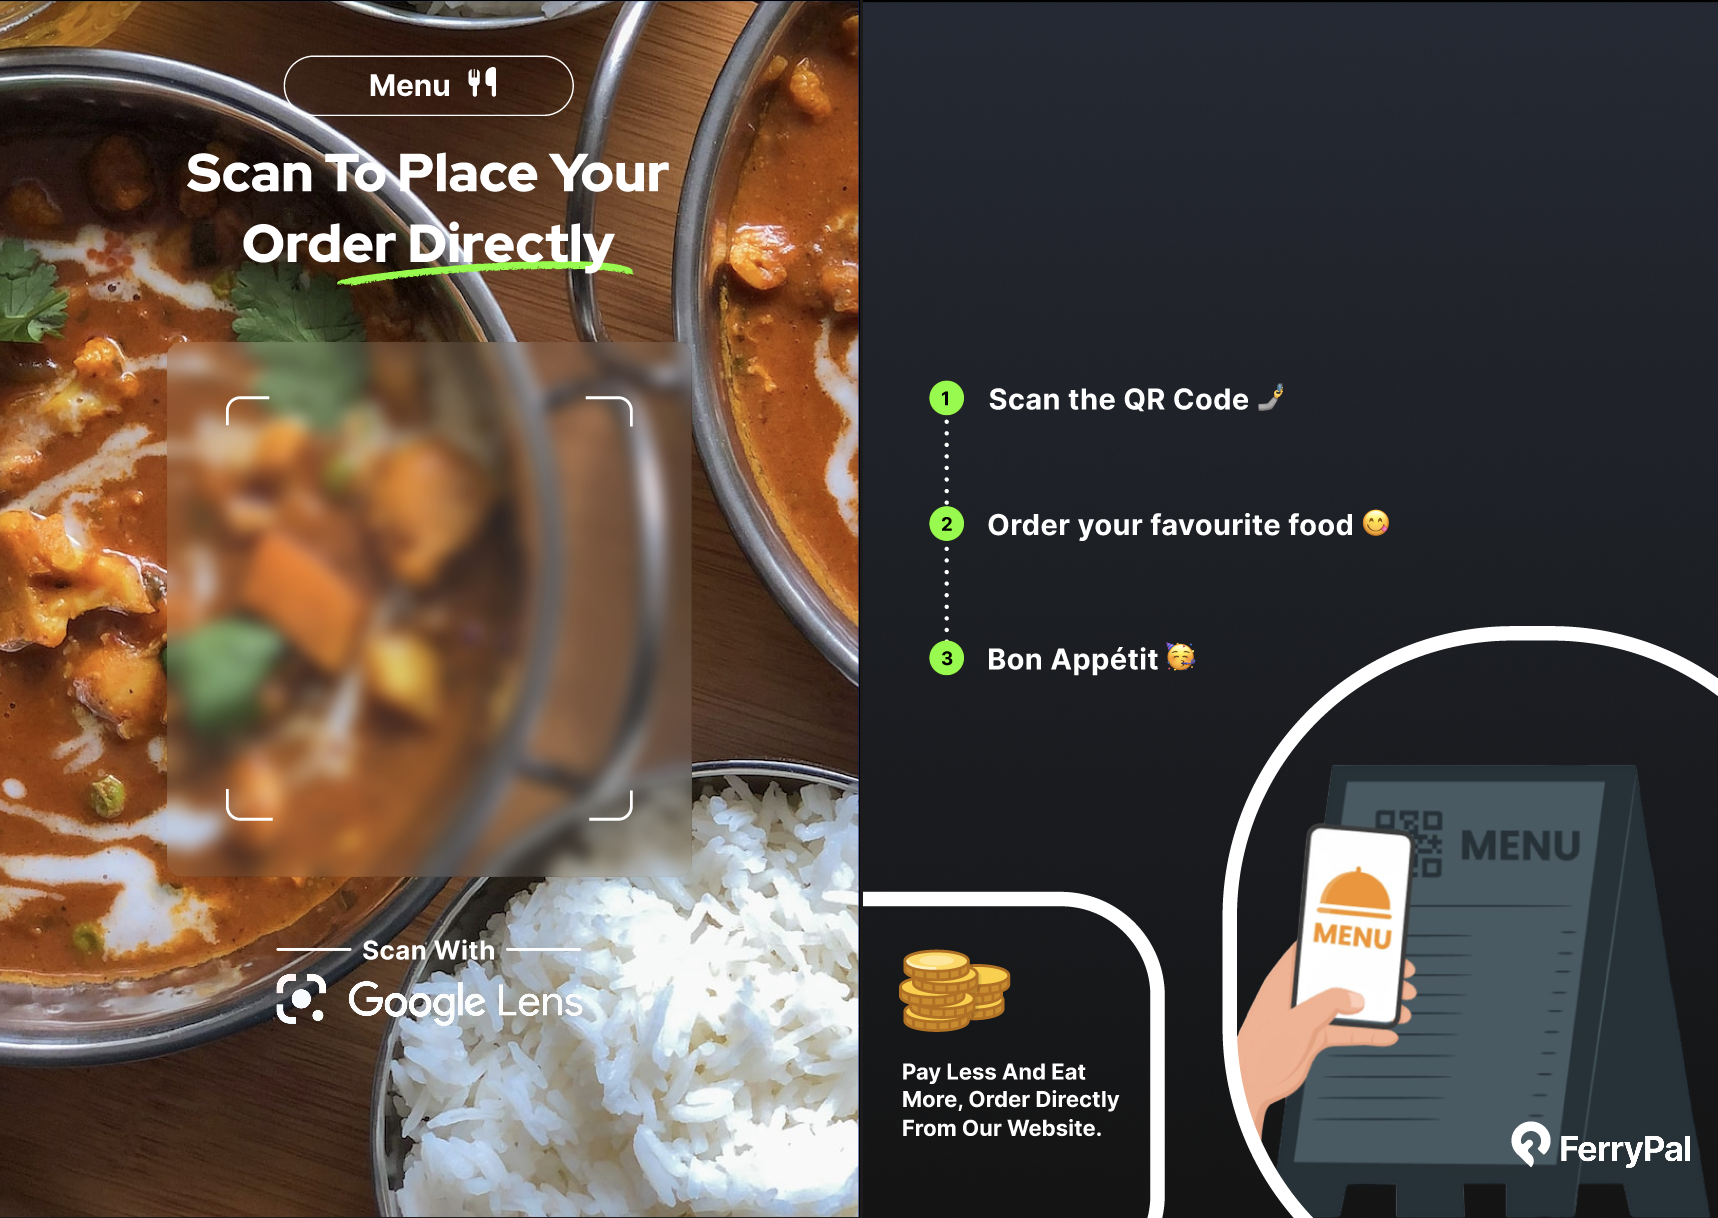 Menu
Scan To Place Your
Order Directly
Scan With
Google Lens
1 Scan the QR Code
2 Order your favourite food
3 Bon Appétit
MENU
MENU
Pay Less And Eat
More, Order Directly
From Our Website.
FerryPal